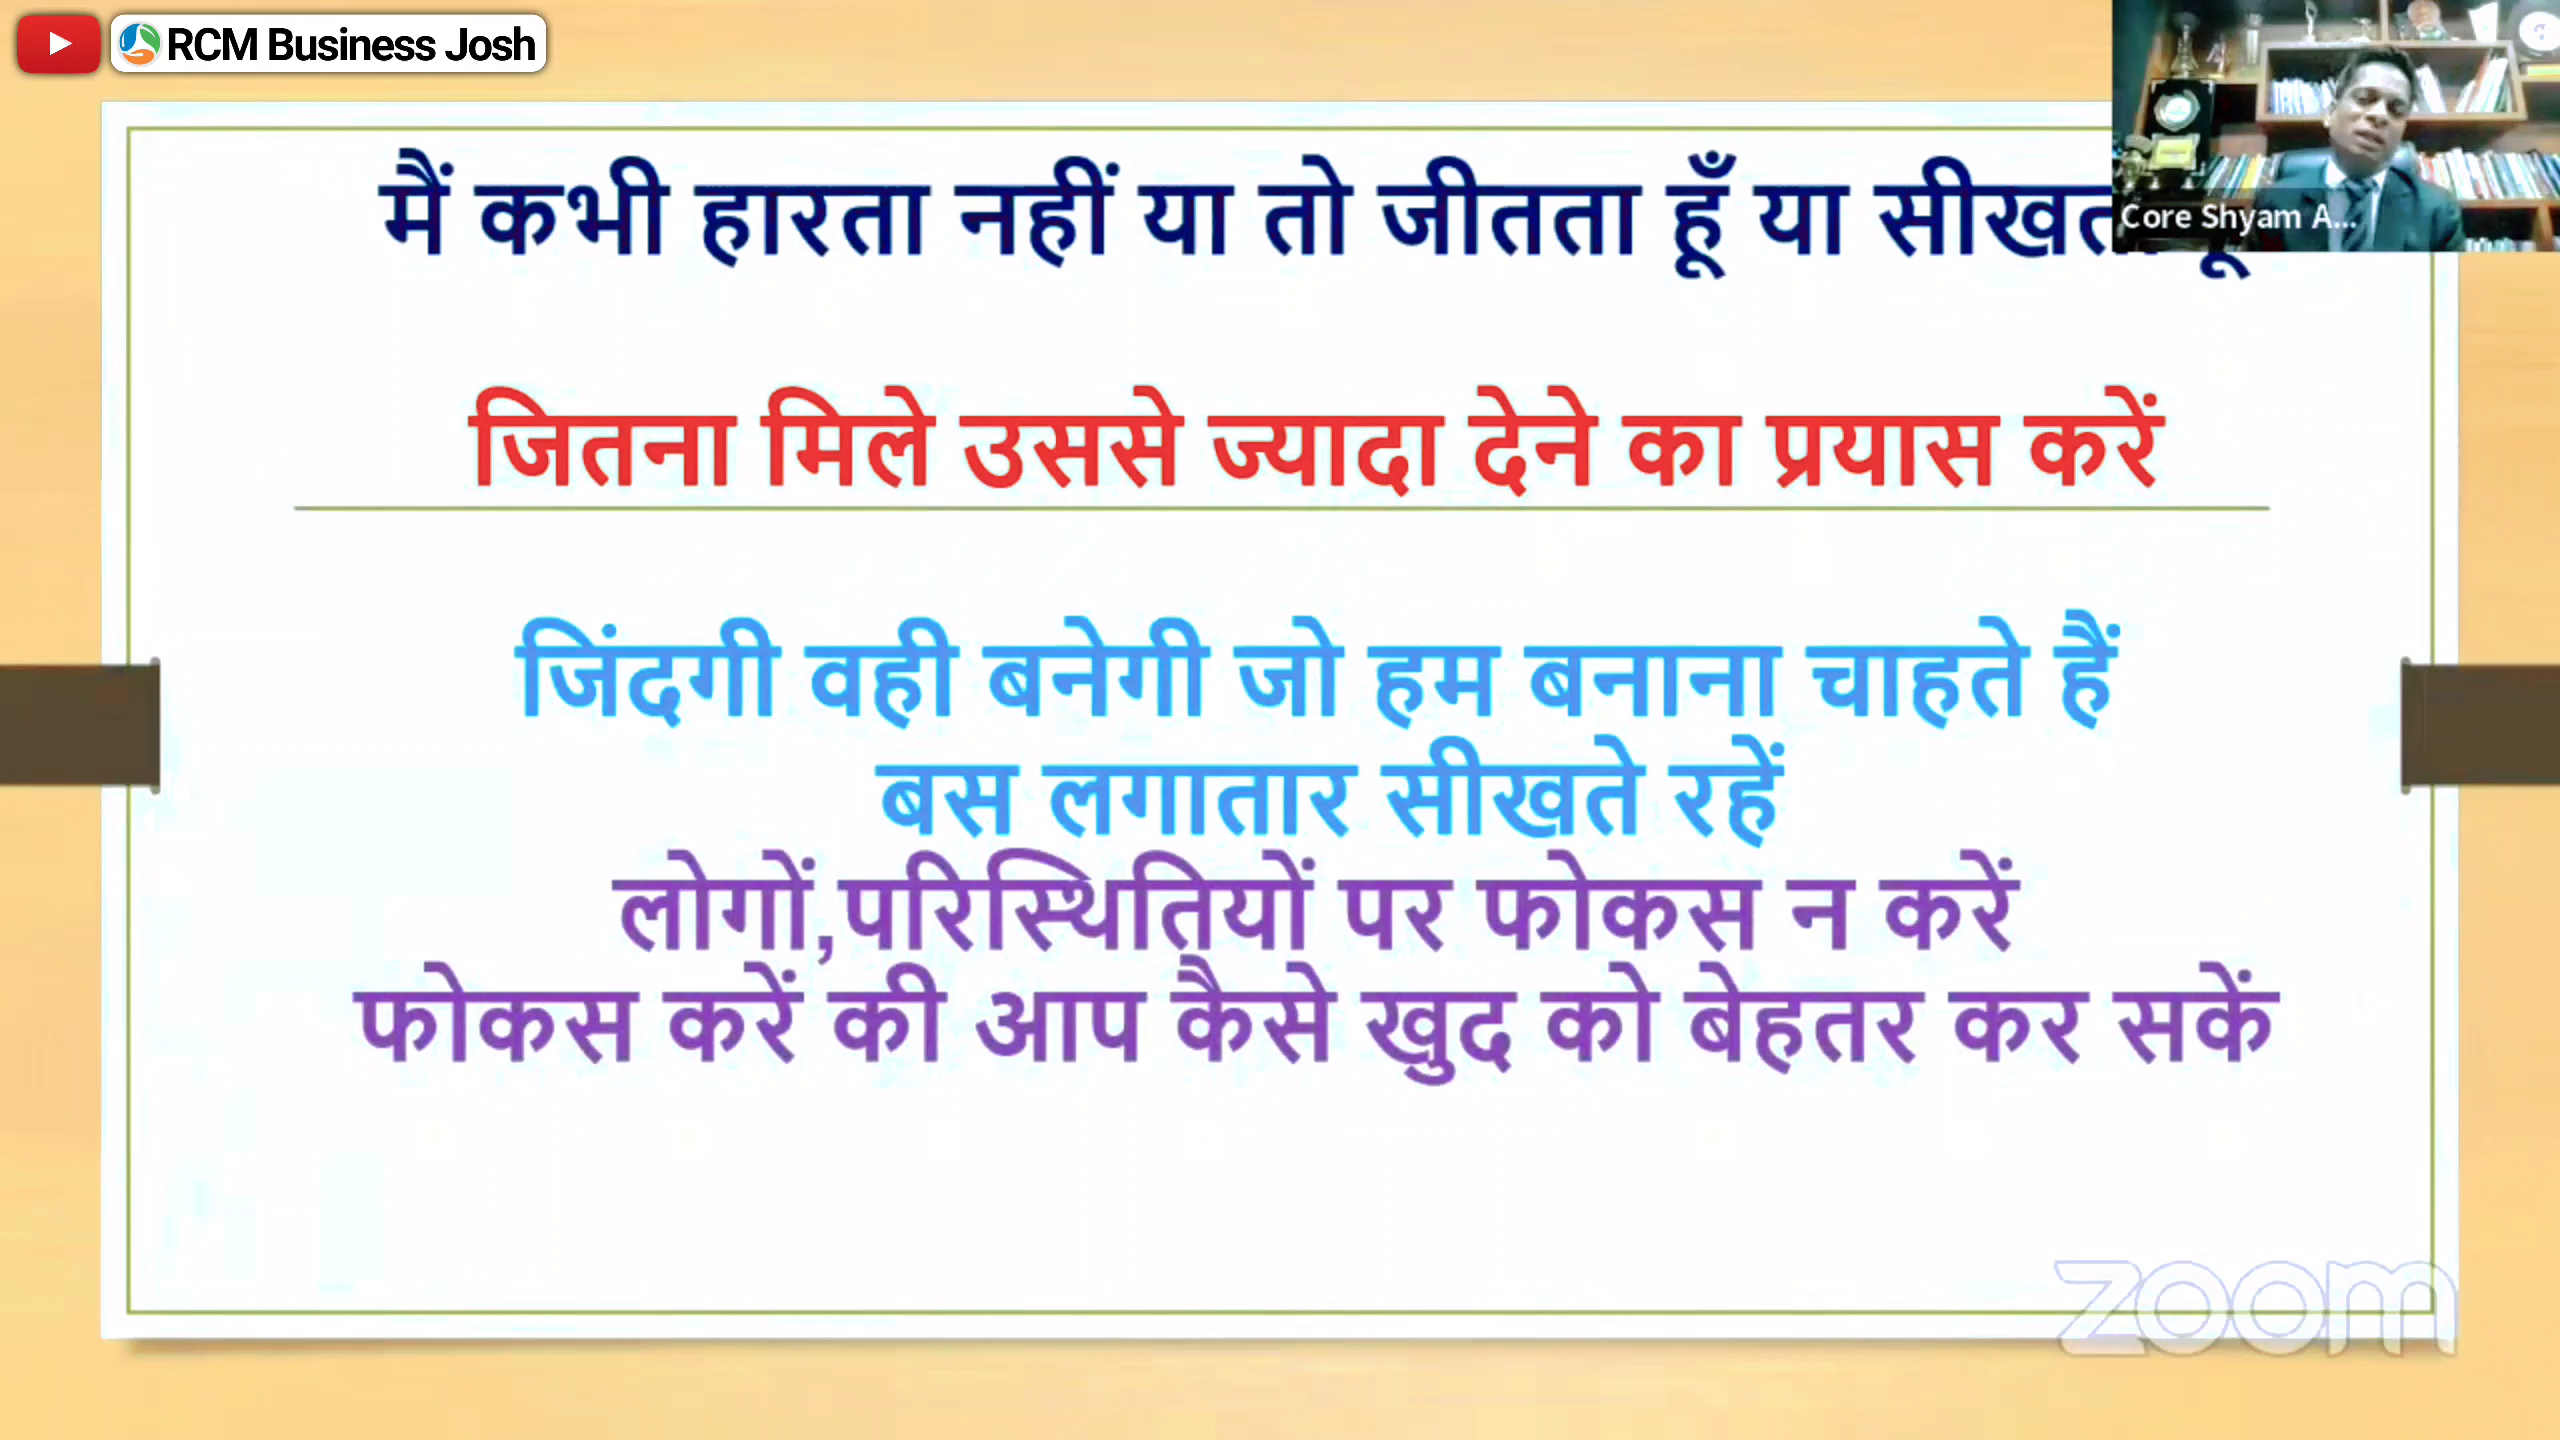 RCM Business Josh
मैं कभी हारता नहीं या तो जीतता हूँ या
Core Shyam A...
जितना मिले उससे ज्यादा देने का प्रयास करें
जिंदगी वही बनेगी जो हम बनाना चाहते हैं
बस लगातार सीखते रहें
लोगों,परिस्थितियों पर फोकस न करें
फोकस करें की आप कैसे खुद को बेहतर कर सकें
zoom